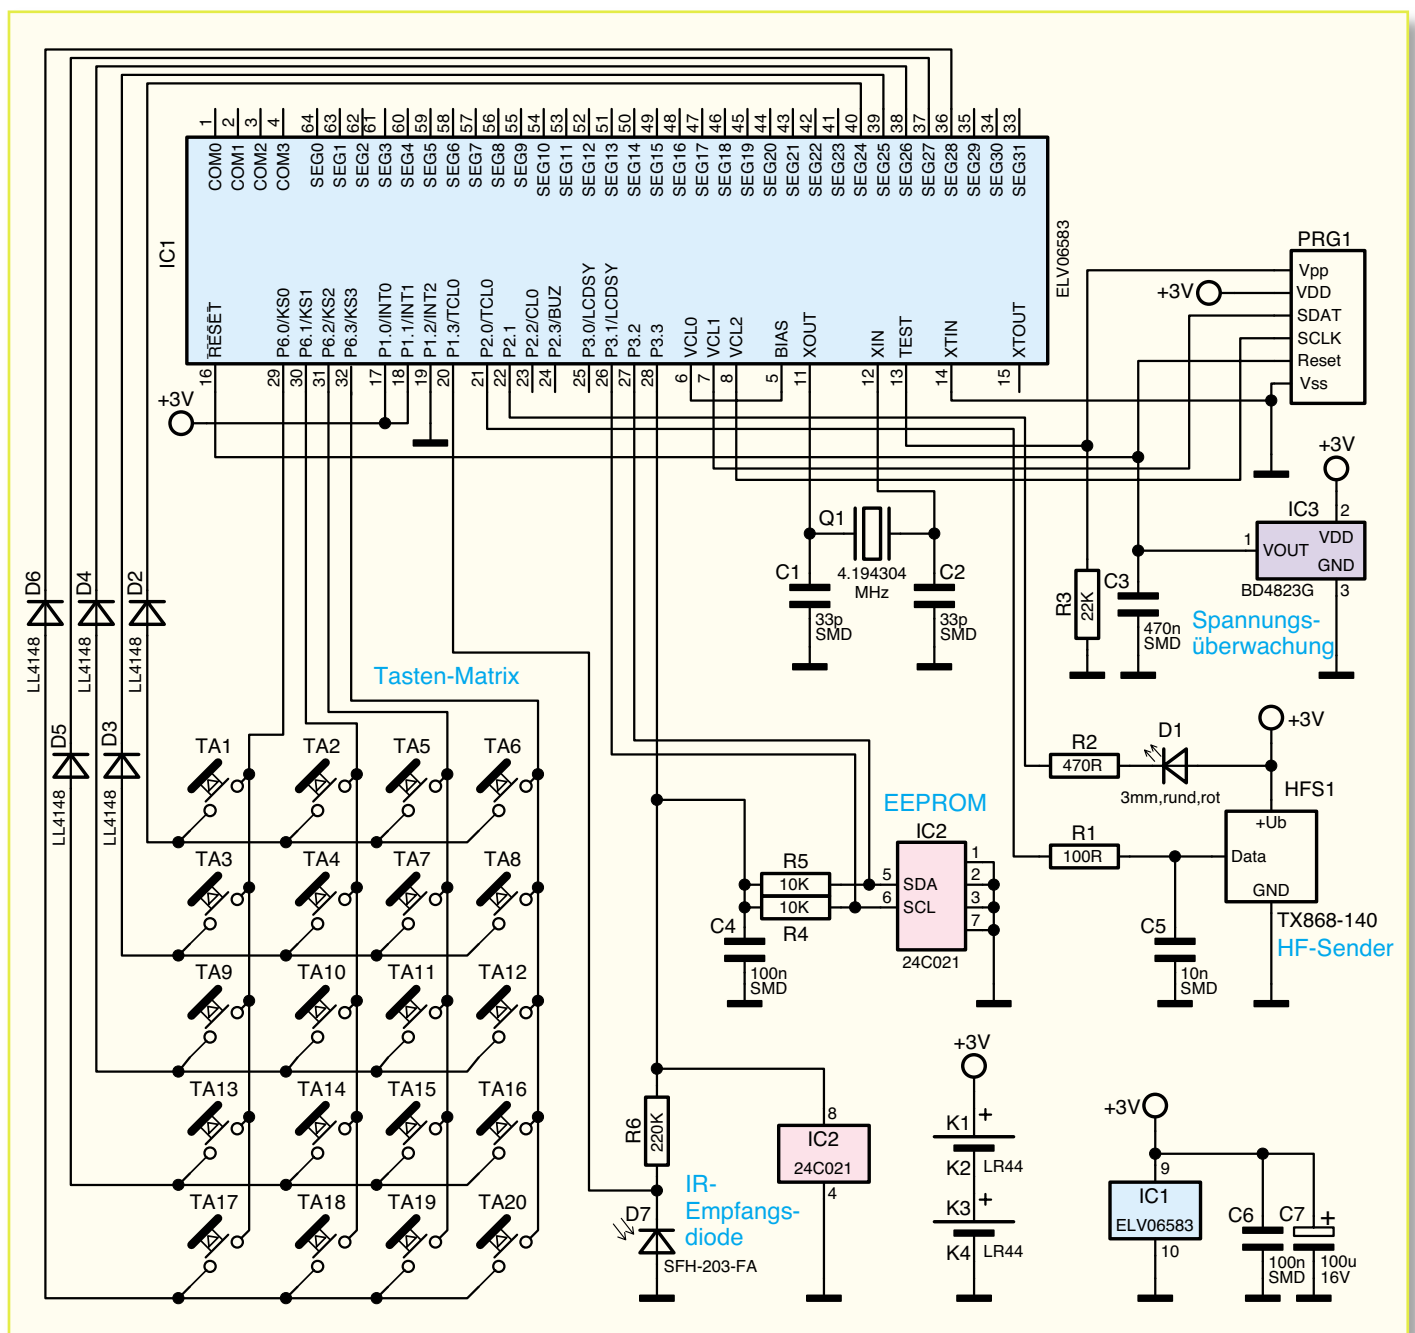 1 2 3 4 64 63 62 61 60 59 58 57 56 55 54 53 52 51 50 49 48 47 46 45 44 43 42 41 40 39 38 37 36 35 34 33
COM0 COM1 COM2 COM3 SEG0 SEG1 SEG2 SEG3 SEG4 SEG5 SEG6 SEG7 SEG8 SEG9 SEG10 SEG11 SEG12 SEG13 SEG14 SEG15 SEG16 SEG17 SEG18 SEG19 SEG20 SEG21 SEG22 SEG23 SEG24 SEG25 SEG26 SEG27 SEG28 SEG29 SEG30 SEG31
IC1
ELV06583
RESET P6.0/KS0 P6.1/KS1 P6.2/KS2 P6.3/KS3 P1.0/INT0 P1.1/INT1 P1.2/INT2 P1.3/TCL0 P2.0/TCL0 P2.1 P2.2/CL0 P2.3/BUZ P3.0/LCDSY P3.1/LCDSY P3.2 P3.3 VCL0 VCL1 VCL2 BIAS XOUT XIN TEST XTIN XTOUT
16 29 30 31 32 17 18 19 20 21 22 23 24 25 26 27 28 6 7 8 5 11 12 13 14 15
+3V
PRG1
Vpp
+3V
VDD
SDAT
SCLK
Reset
Vss
+3V
IC3
2
1
VOUT
VDD
GND
BD4823G
3
Spannungs-
überwachung
Q1
4.194304
MHz
C1
33p
SMD
C2
33p
SMD
R3
22K
C3
470n
SMD
D6
LL4148
D4
LL4148
D2
LL4148
D5
LL4148
D3
LL4148
Tasten-Matrix
TA1 TA2 TA5 TA6
TA3 TA4 TA7 TA8
TA9 TA10 TA11 TA12
TA13 TA14 TA15 TA16
TA17 TA18 TA19 TA20
R2
470R
D1
3mm,rund,rot
+3V
HFS1
+Ub
Data
GND
TX868-140
HF-Sender
R1
100R
C5
10n
SMD
EEPROM
IC2
R5
10K
10K
R4
5
6
SDA
SCL
1
2
3
7
24C021
C4
100n
SMD
R6
220K
IR-
Empfangs-
diode
D7
SFH-203-FA
8
IC2
24C021
4
+3V
K1
+
K2
LR44
K3
+
K4
LR44
+3V
9
IC1
ELV06583
10
C6
100n
SMD
C7
+
100u
16V